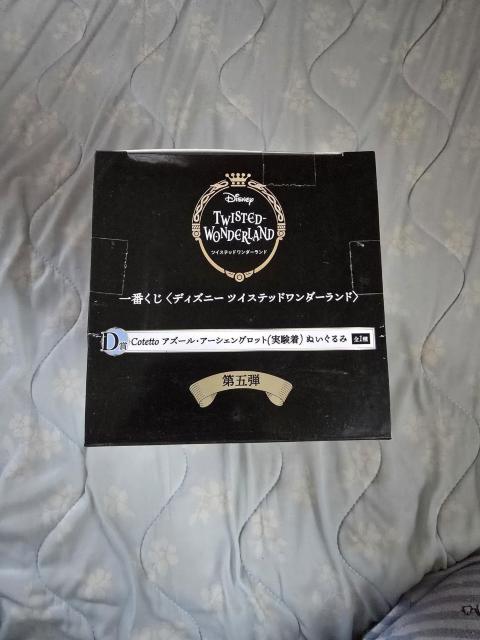 Disney
TWISTED-
WONDERLAND
ツイステッドワンダーランド
一番くじ〈ディズニー ツイステッドワンダーランド〉
D賞 Cotetto アズール・アーシェングロット(実験着) ぬいぐるみ 全1種
第五弾